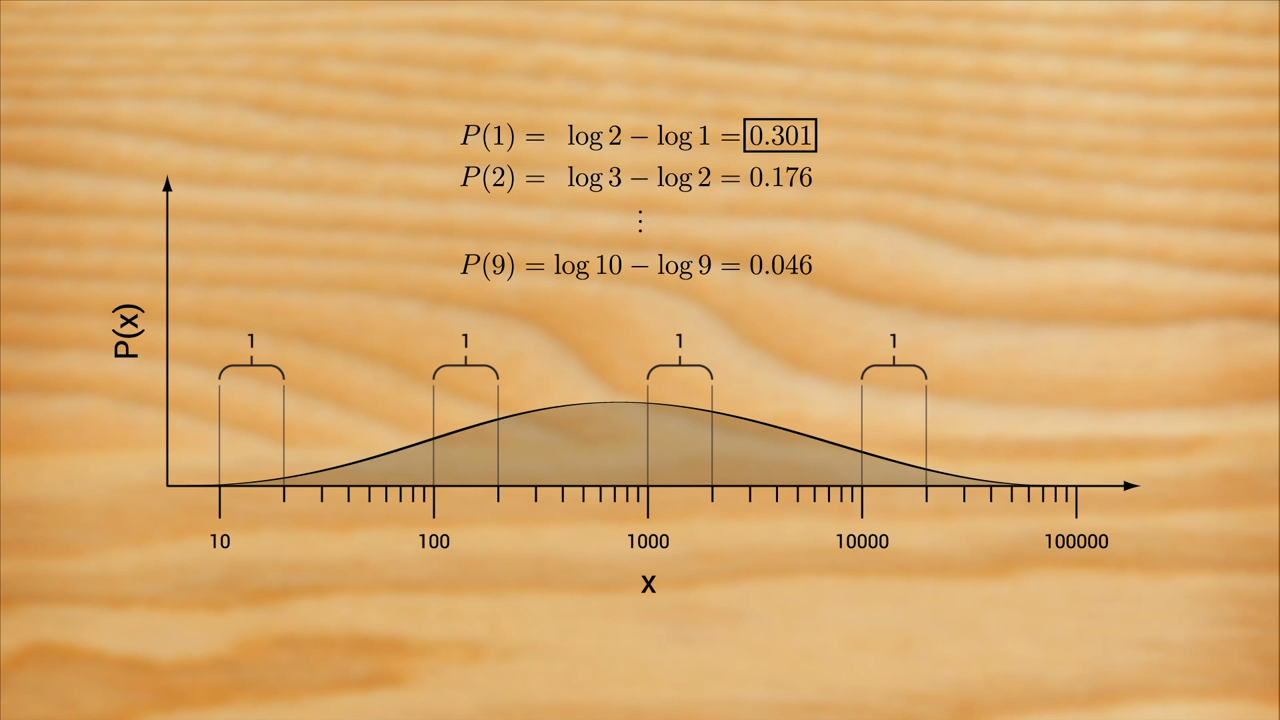 P(1) = log 2 − log 1 = 0.301
P(2) = log 3 − log 2 = 0.176
⋮
P(9) = log 10 − log 9 = 0.046
P(x)
1 1 1 1
10 100 1000 10000 100000
X